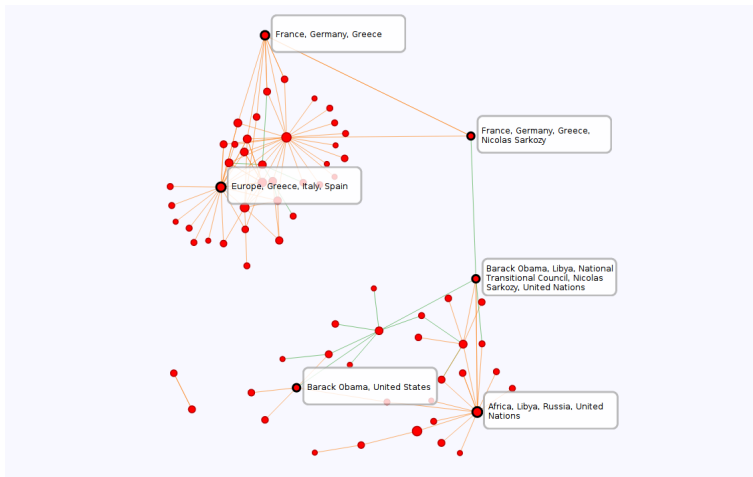 France, Germany, Greece
France, Germany, Greece,
Nicolas Sarkozy
Europe, Greece, Italy, Spain
Barack Obama, Libya, National
Transitional Council, Nicolas
Sarkozy, United Nations
Barack Obama, United States
Africa, Libya, Russia, United
Nations